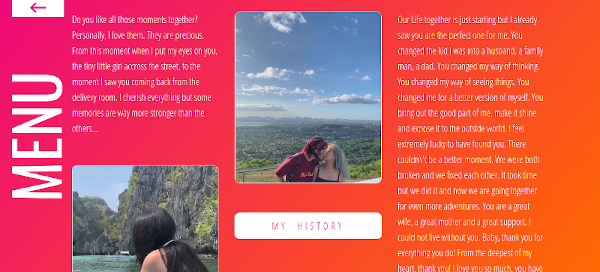 MENU
Do you like all those moments together?
Personally, I love them. They are precious.
From this moment when I put my eyes on you,
the tiny little girl accross the street, to the
moment I saw you coming back from the
delivery room. I cherish everything but some
memories are way more stronger than the
others...
MY HISTORY
Our Life together is just starting but I already
saw you are the perfect one for me. You
changed the kid I was into a husband, a family
man, a dad. You changed my way of thinking.
You changed my way of seeing things. You
changed me for a better version of myself. You
bring out the good part of me, make it shine
and expose it to the outside world. I feel
extremely lucky to have found you. There
couldn't be a better moment. We were both
broken and we fixed each other. It took time
but we did it and now we are going together
for even more adventures. You are a great
wife, a great mother and a great support. I
could not live without you. Baby, thank you for
everything you do! From the deepest of my
heart, thank you! I love you so much, you have